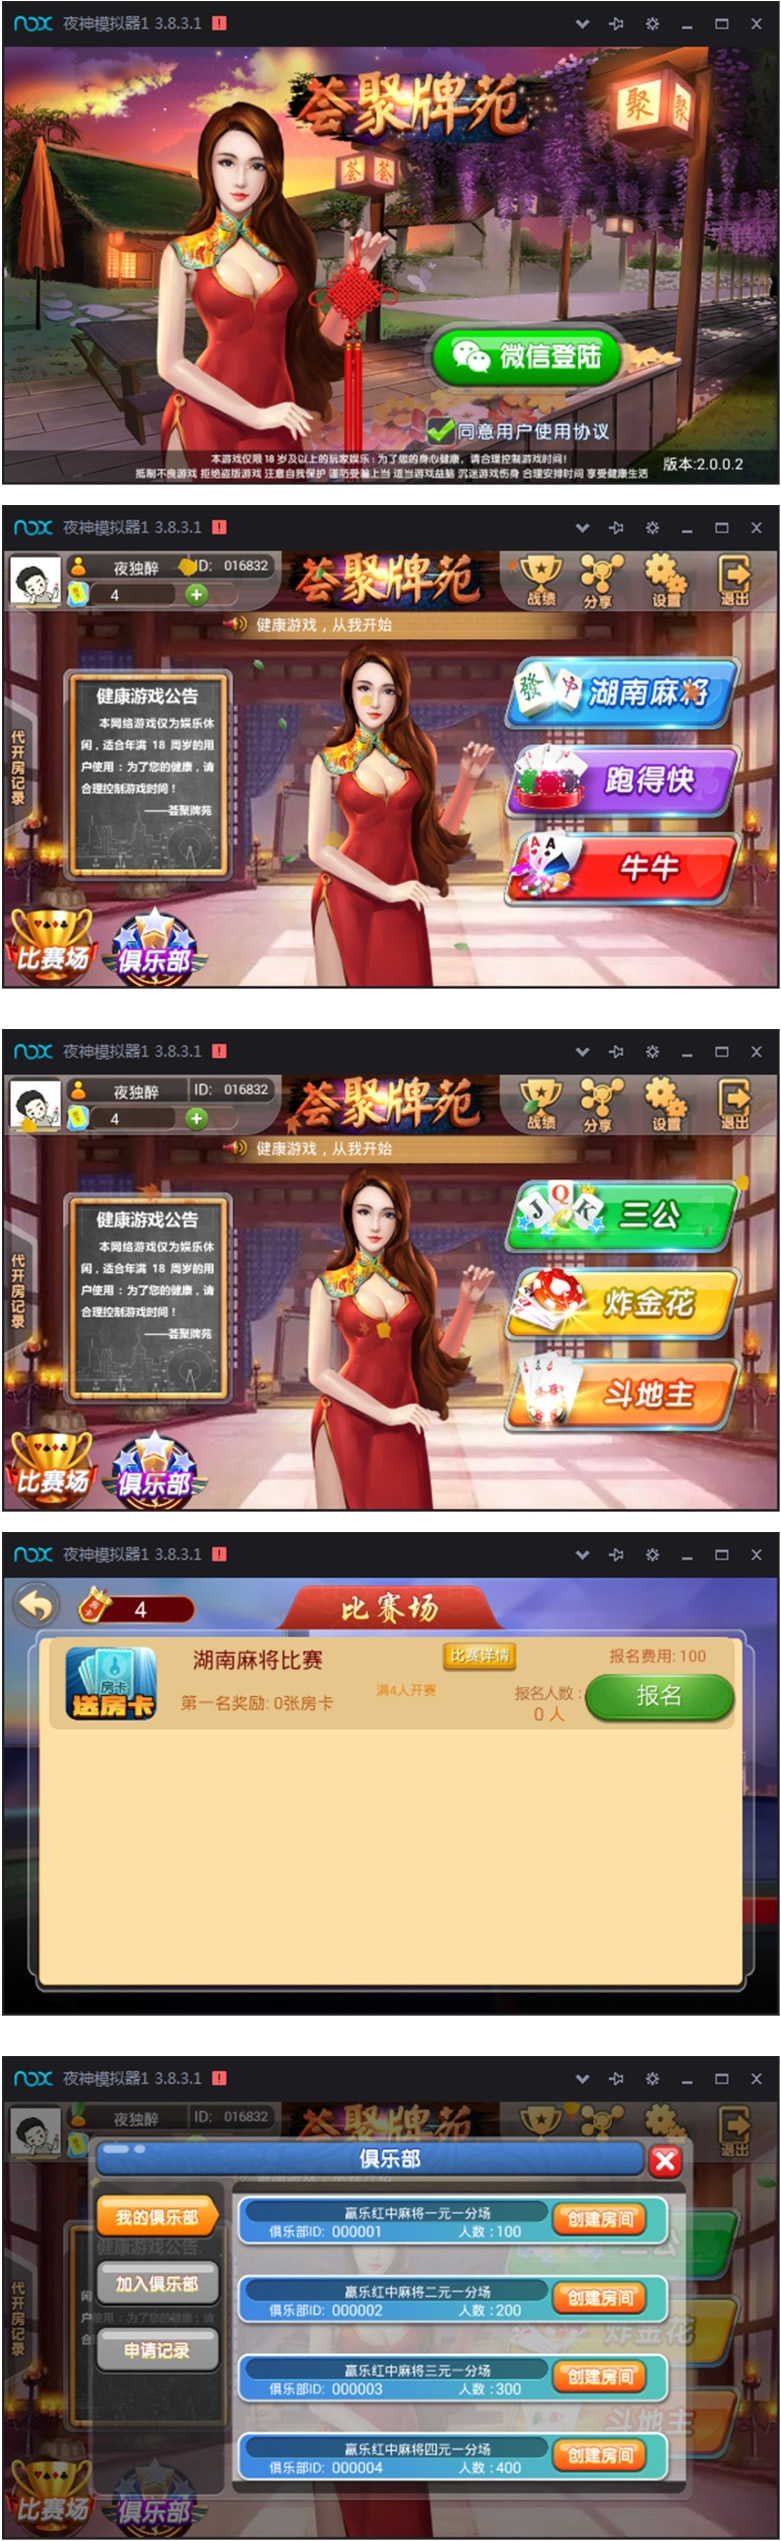 nox 夜神模拟器1 3.8.3.1
荟聚牌苑
聚 聚
荟 荟
微信登陆
同意用户使用协议
本游戏仅限18岁及以上的玩家娱乐:为了您的身心健康,请合理控制游戏时间!
抵制不良游戏 拒绝盗版游戏 注意自我保护 谨防受骗上当 适当游戏益脑 沉迷游戏伤身 合理安排时间 享受健康生活
版本:2.0.0.2
nox 夜神模拟器1 3.8.3.1
夜独醉 ID: 016832
4
荟聚牌苑
战绩 分享 设置 退出
健康游戏,从我开始
代开房记录
健康游戏公告
本网络游戏仅为娱乐休
闲,适合年满 18 周岁的用
户使用:为了您的健康,请
合理控制游戏时间!
——荟聚牌苑
發 中 湖南麻将
跑得快
A A 牛牛
比赛场 俱乐部
nox 夜神模拟器1 3.8.3.1
夜独醉 ID: 016832
4
荟聚牌苑
战绩 分享 设置 退出
健康游戏,从我开始
代开房记录
健康游戏公告
本网络游戏仅为娱乐休
闲,适合年满 18 周岁的用
户使用:为了您的健康,请
合理控制游戏时间!
——荟聚牌苑
J Q K 三公
炸金花
斗地主
比赛场 俱乐部
nox 夜神模拟器1 3.8.3.1
房卡 4
比赛场
房卡
送房卡
湖南麻将比赛
第一名奖励: 0张房卡
满4人开赛
比赛详情
报名费用: 100
报名人数:
0 人
报名
nox 夜神模拟器1 3.8.3.1
夜独醉 ID: 016832
荟聚牌苑
退出
俱乐部
我的俱乐部
加入俱乐部
申请记录
赢乐红中麻将一元一分场
俱乐部ID: 000001 人数:100
创建房间
赢乐红中麻将二元一分场
俱乐部ID: 000002 人数:200
创建房间
赢乐红中麻将三元一分场
俱乐部ID: 000003 人数:300
创建房间
赢乐红中麻将四元一分场
俱乐部ID: 000004 人数:400
创建房间
代开房记录
健康游戏公告
三公
炸金花
斗地主
比赛场 俱乐部